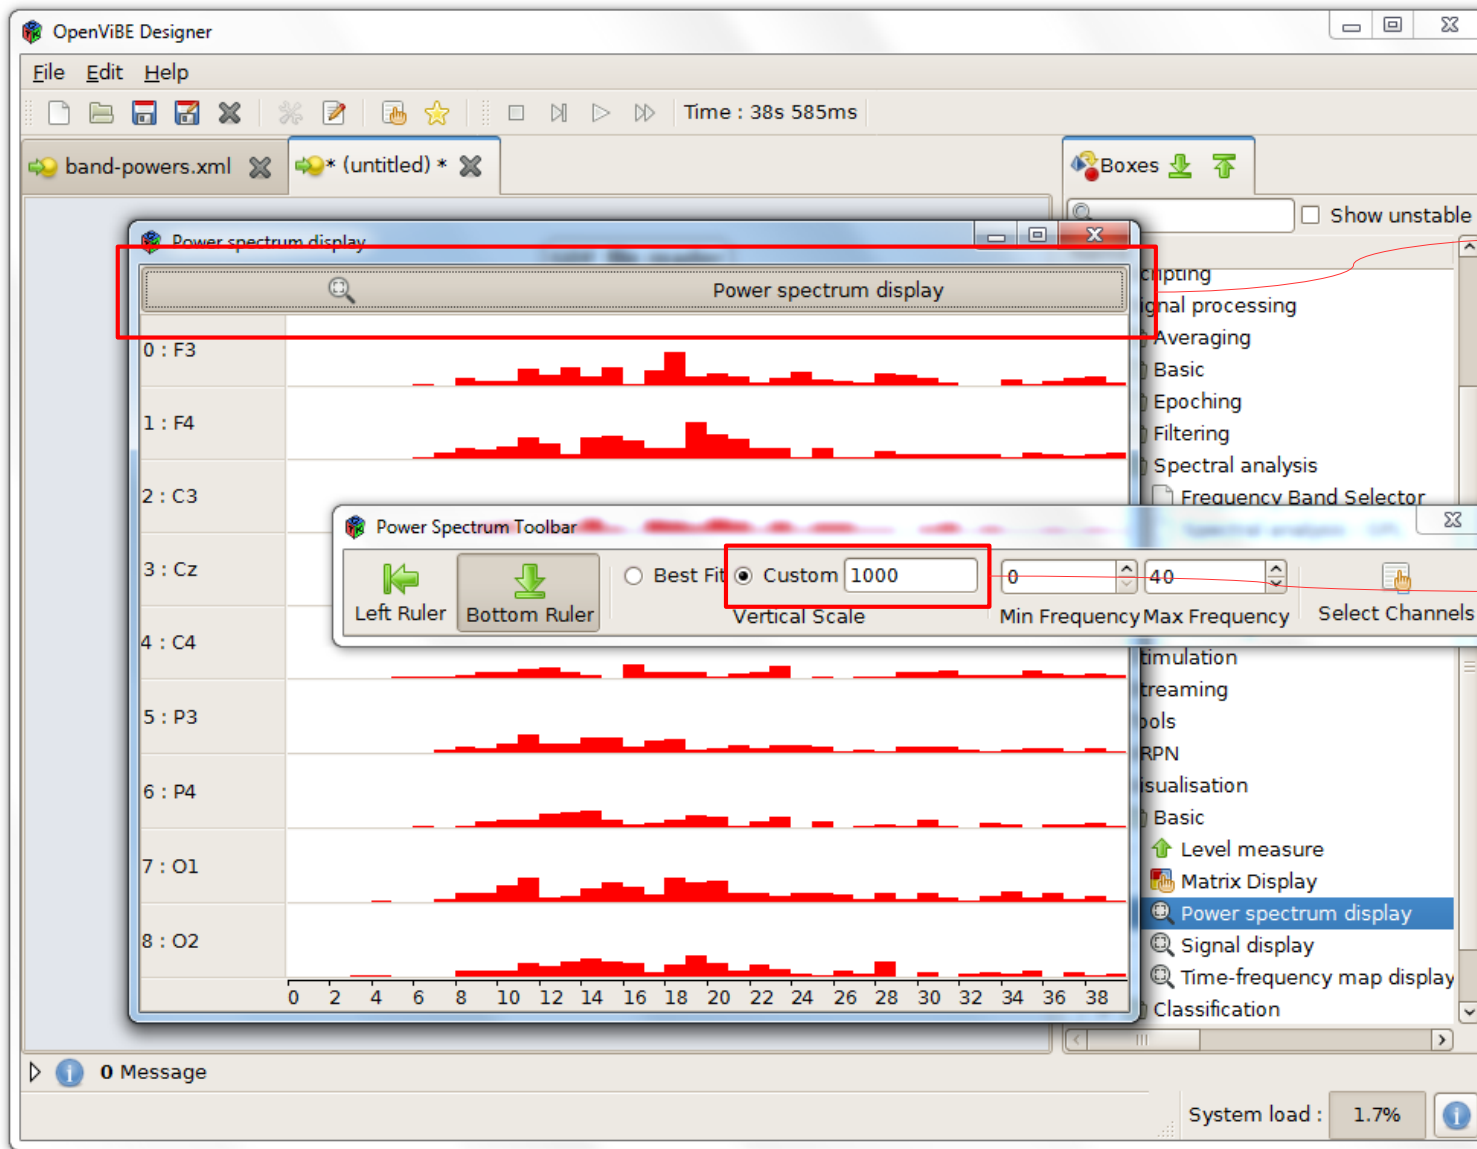 OpenViBE Designer
File Edit Help
Time : 38s 585ms
band-powers.xml
* (untitled) *
Boxes
Show unstable
Power spectrum display
Power spectrum display
cripting
ignal processing
Averaging
Basic
Epoching
Filtering
Spectral analysis
Frequency Band Selector
0 : F3
1 : F4
2 : C3
3 : Cz
4 : C4
5 : P3
6 : P4
7 : O1
8 : O2
0 2 4 6 8 10 12 14 16 18 20 22 24 26 28 30 32 34 36 38
Power Spectrum Toolbar
Left Ruler
Bottom Ruler
Best Fit
Custom 1000
Vertical Scale
0
Min Frequency
40
Max Frequency
Select Channels
timulation
treaming
ools
RPN
isualisation
Basic
Level measure
Matrix Display
Power spectrum display
Signal display
Time-frequency map display
Classification
0 Message
System load : 1.7%